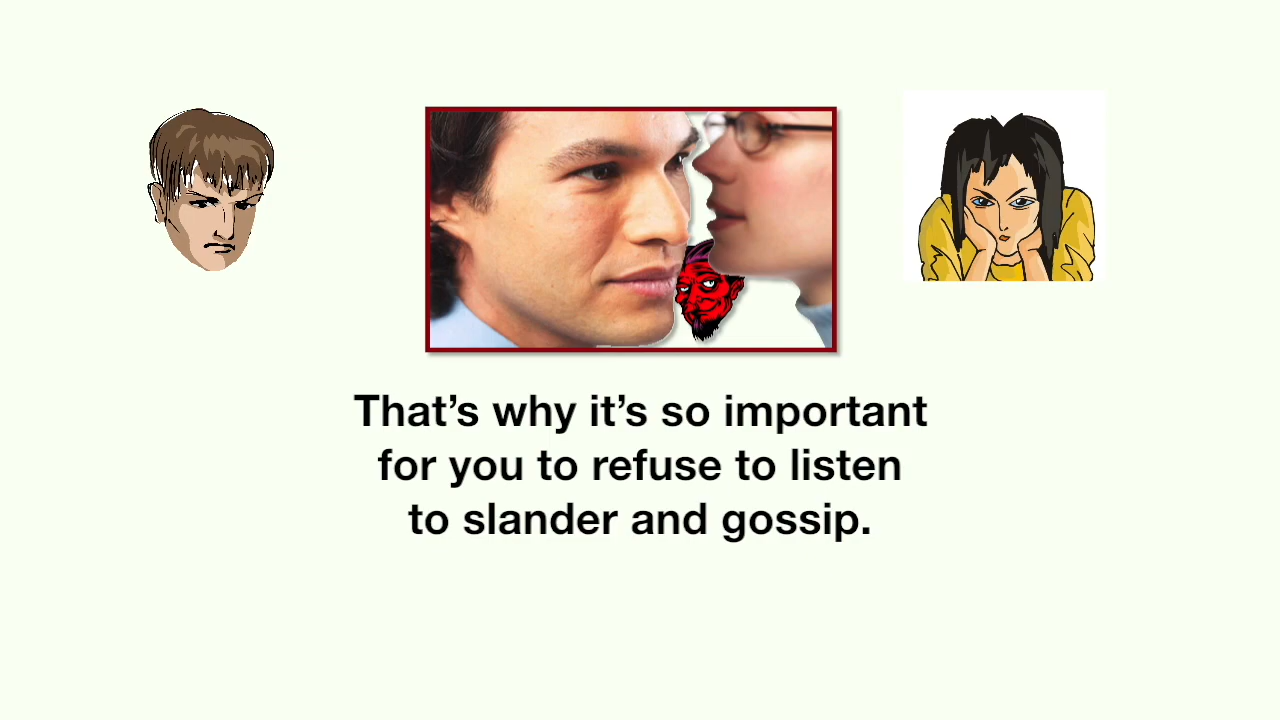 That’s why it’s so important
for you to refuse to listen
to slander and gossip.